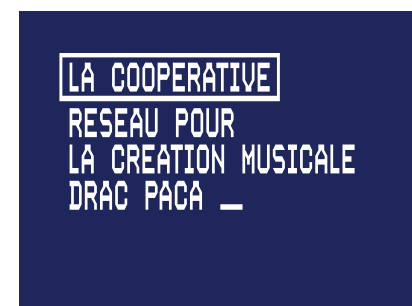 LA COOPERATIVE
RESEAU POUR
LA CREATION MUSICALE
DRAC PACA _